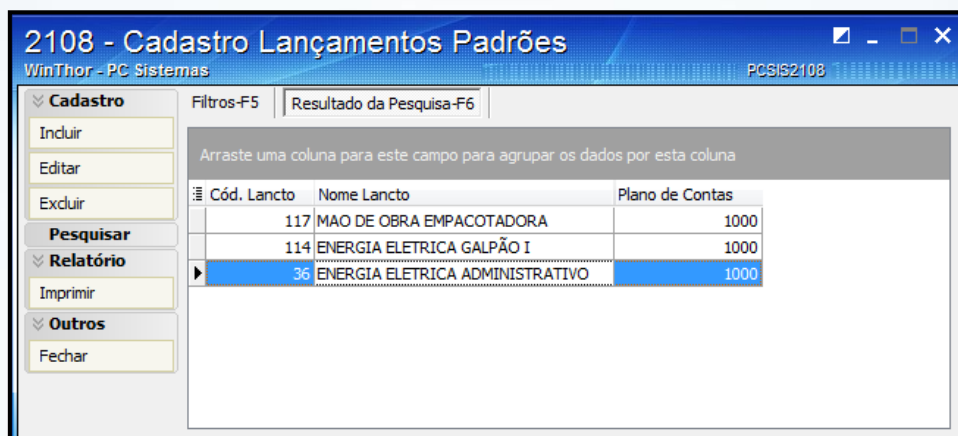 2108 - Cadastro Lançamentos Padrões
WinThor - PC Sistemas
PCSIS2108
Cadastro
Incluir
Editar
Excluir
Pesquisar
Relatório
Imprimir
Outros
Fechar
Filtros-F5
Resultado da Pesquisa-F6
Arraste uma coluna para este campo para agrupar os dados por esta coluna
Cód. Lancto Nome Lancto Plano de Contas
117 MAO DE OBRA EMPACOTADORA 1000
114 ENERGIA ELETRICA GALPÃO I 1000
36 ENERGIA ELETRICA ADMINISTRATIVO 1000